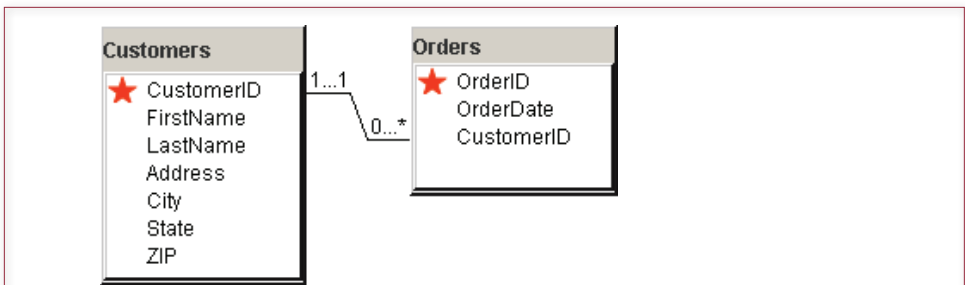 Customers
CustomerID
FirstName
LastName
Address
City
State
ZIP
1...1
0...*
Orders
OrderID
OrderDate
CustomerID